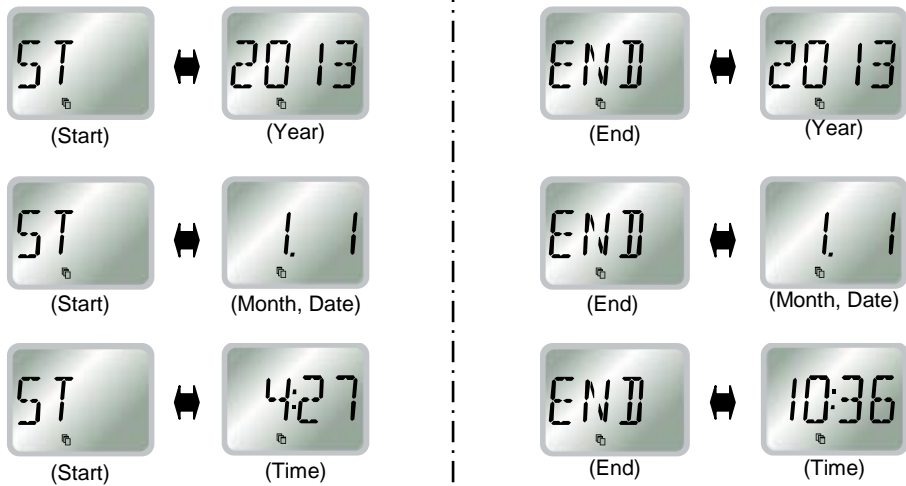 ST 2013 END 2013
(Start) (Year) (End) (Year)
ST 1. 1 END 1. 1
(Start) (Month, Date) (End) (Month, Date)
ST 4:27 END 10:36
(Start) (Time) (End) (Time)